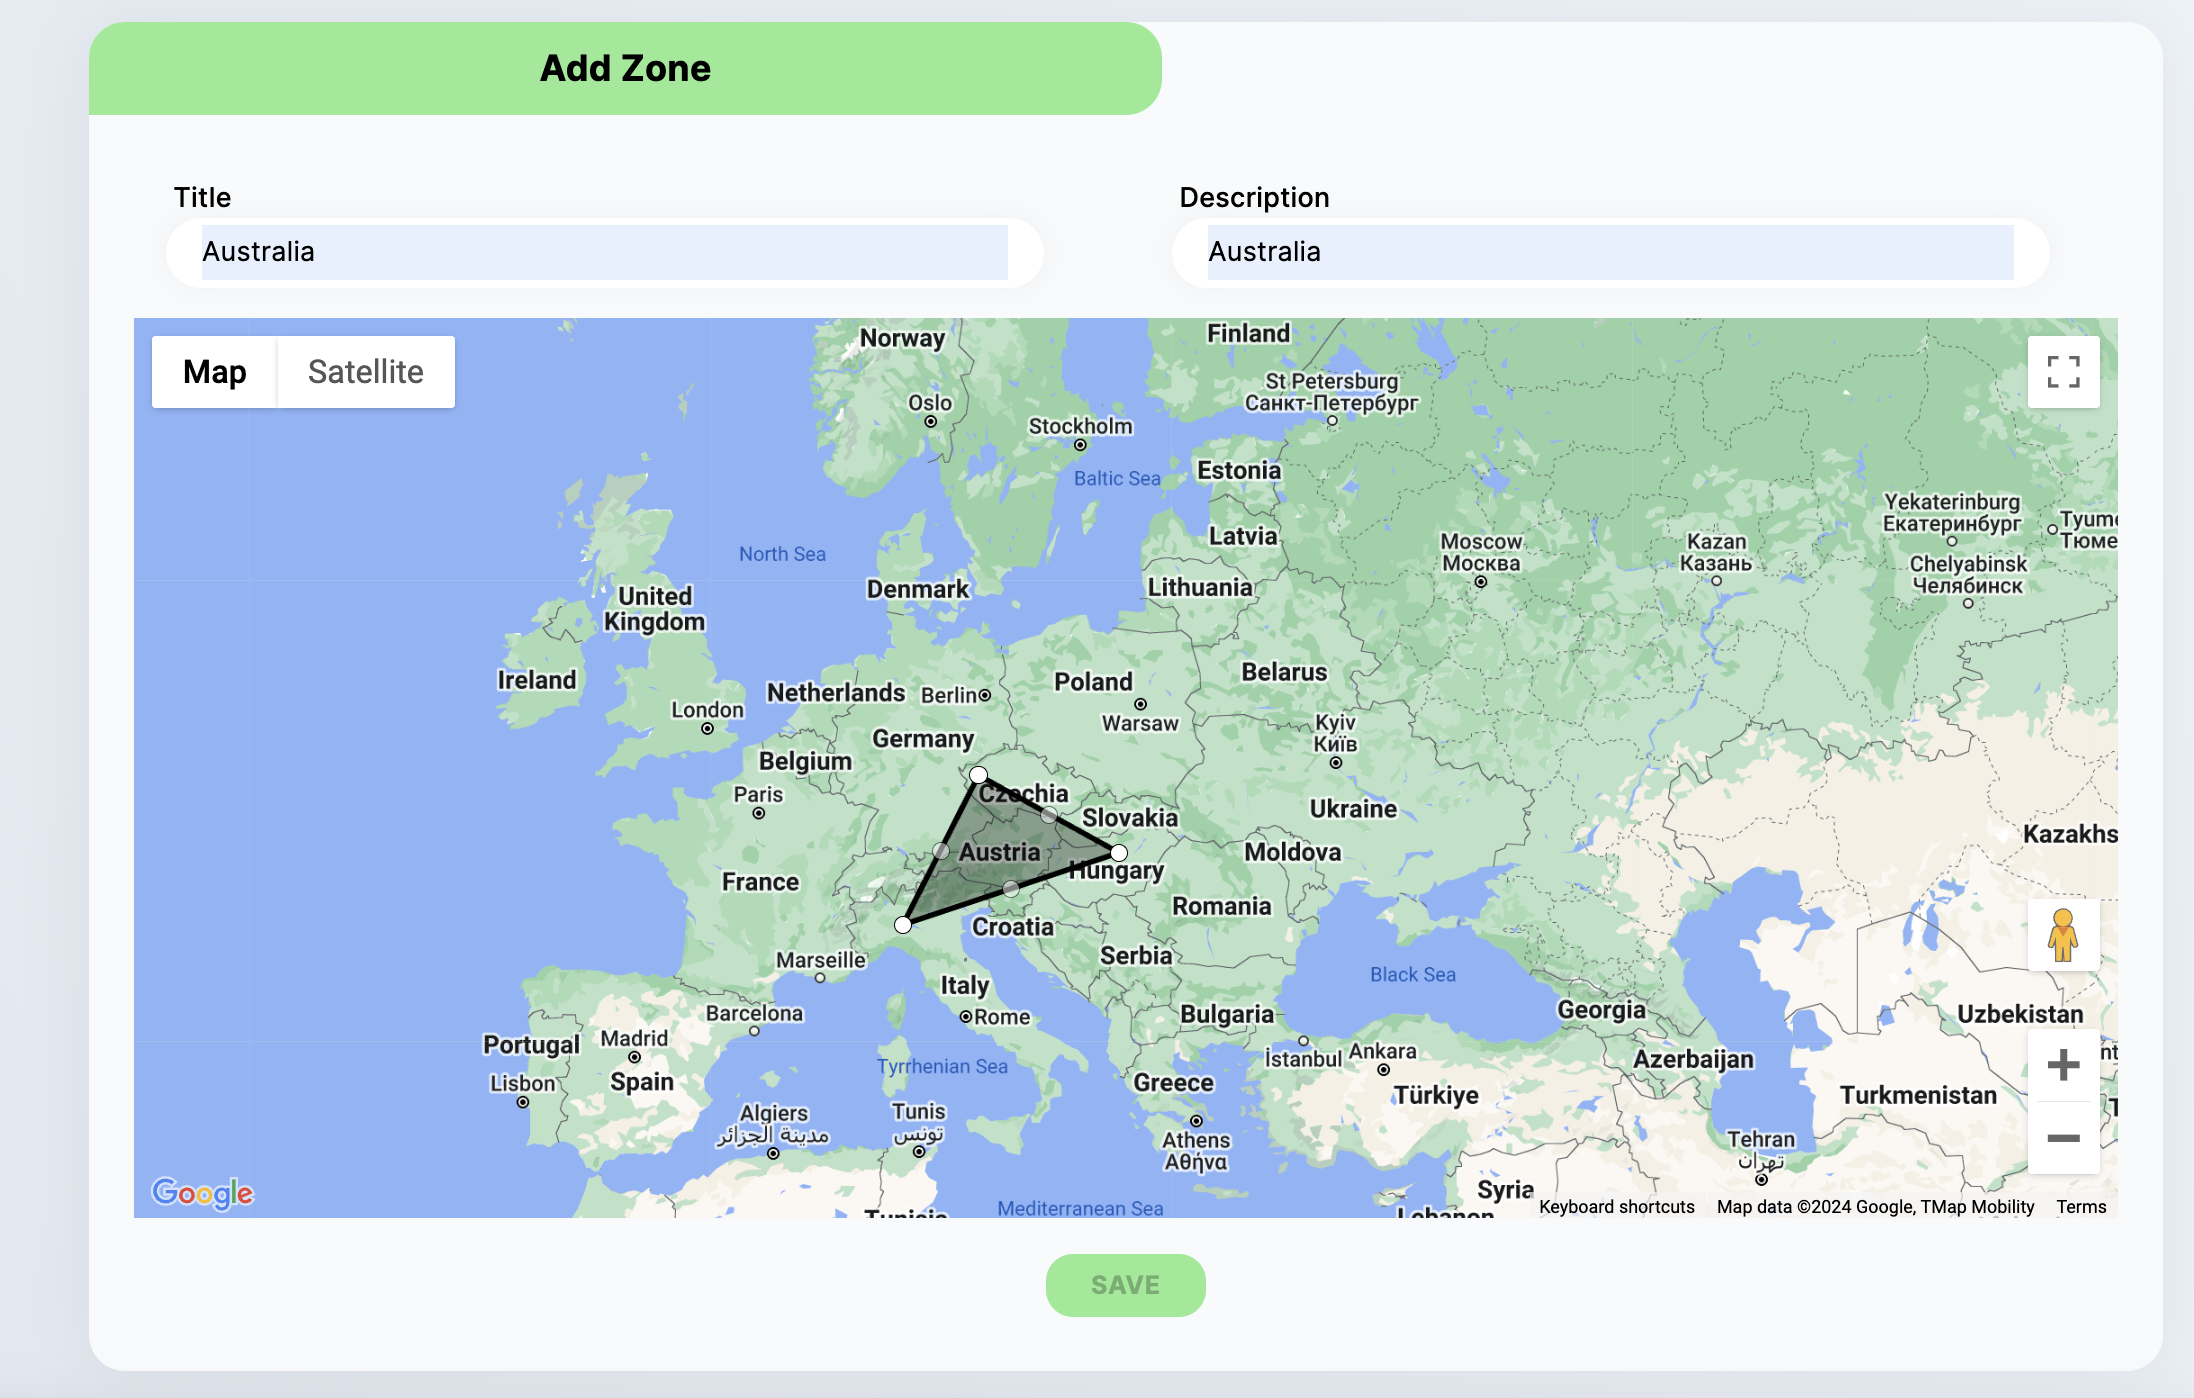 Add Zone
Title
Description
Australia
Australia
Map
Satellite
Norway
Finland
St Petersburg
Санкт-Петербург
Oslo
Stockholm
Baltic Sea
Estonia
Latvia
Yekaterinburg
Екатеринбург
Tyume
Тюме
North Sea
Moscow
Москва
Kazan
Казань
Chelyabinsk
Челябинск
Denmark
Lithuania
United
Kingdom
Ireland
Netherlands
Berlin
Poland
Belarus
London
Warsaw
Kyiv
Київ
Germany
Belgium
Paris
Czechia
Slovakia
Ukraine
Kazakhs
Austria
Hungary
Moldova
France
Romania
Croatia
Marseille
Serbia
Black Sea
Italy
Barcelona
Rome
Bulgaria
Georgia
Uzbekistan
Portugal
Madrid
İstanbul
Ankara
Azerbaijan
nt
Tyrrhenian Sea
Lisbon
Spain
Greece
Türkiye
Turkmenistan
T
Algiers
مدينة الجزائر
Tunis
تونس
Athens
Αθήνα
Tehran
تهران
Google
Mediterranean Sea
Tunisia
Syria
Lebanon
Keyboard shortcuts
Map data ©2024 Google, TMap Mobility
Terms
SAVE